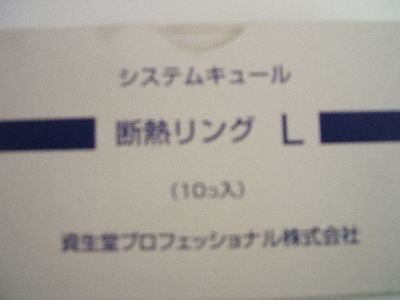 システムキュール
断熱リング L
(10コ入)
資生堂プロフェッショナル株式会社